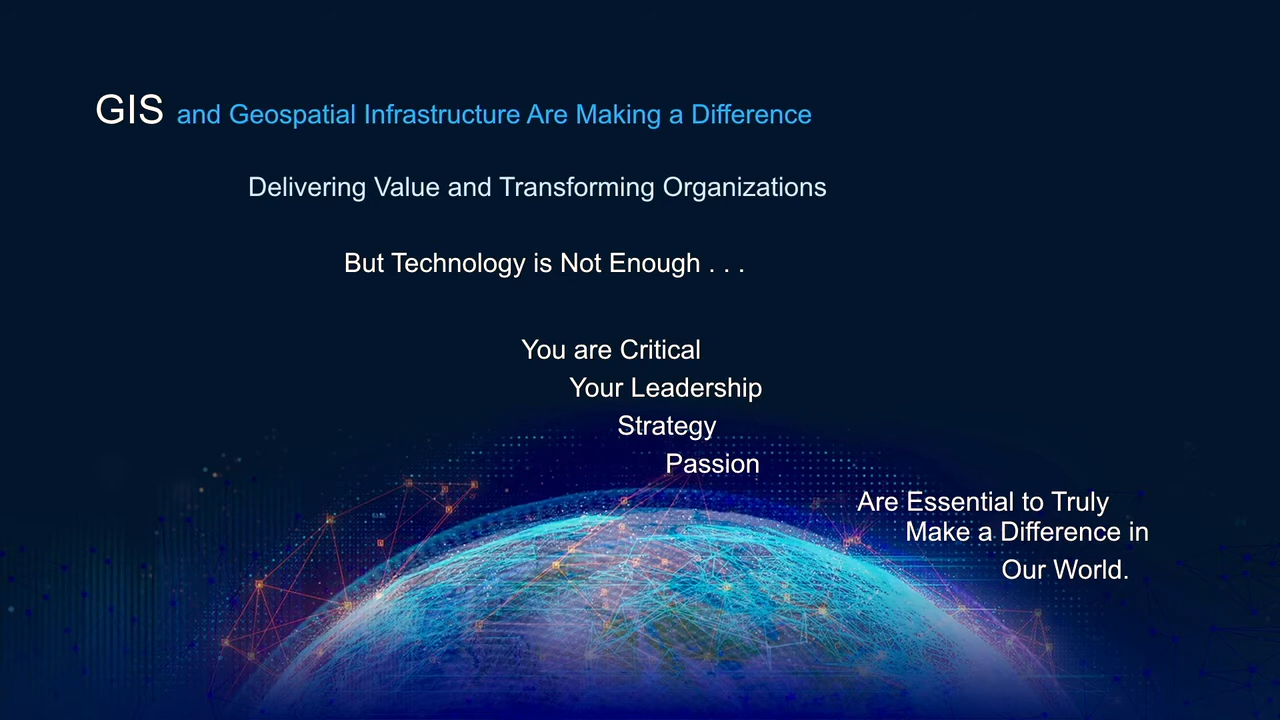 GIS and Geospatial Infrastructure Are Making a Difference
Delivering Value and Transforming Organizations
But Technology is Not Enough . . .
You are Critical
Your Leadership
Strategy
Passion
Are Essential to Truly
Make a Difference in
Our World.